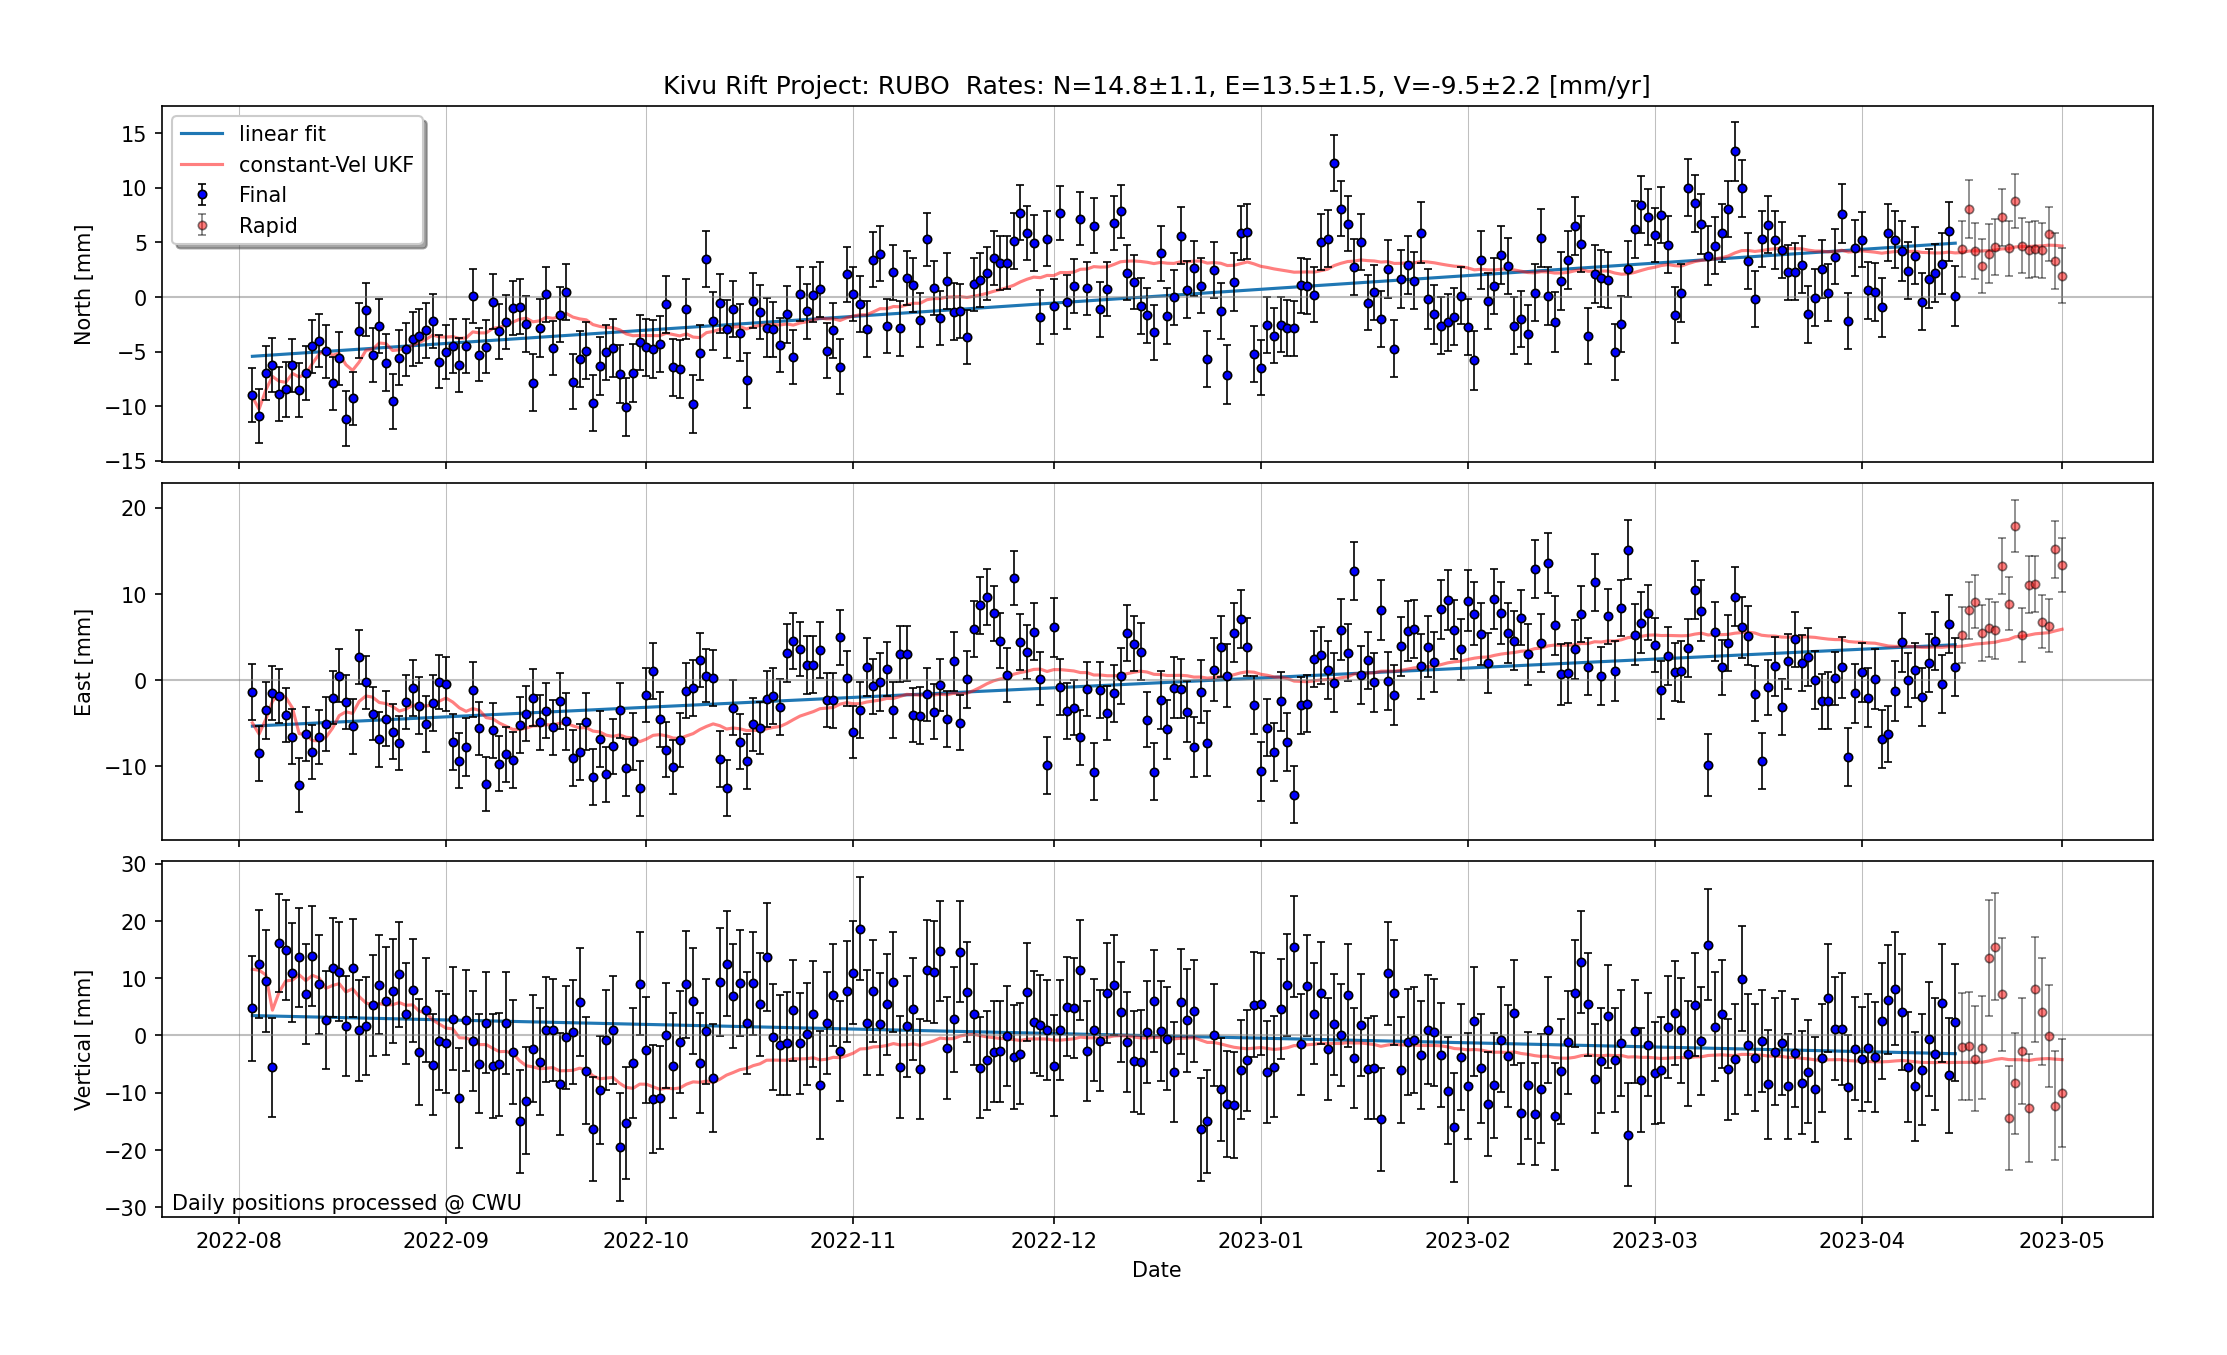 Kivu Rift Project: RUBO  Rates: N=14.8±1.1, E=13.5±1.5, V=-9.5±2.2 [mm/yr]
linear fit
constant-Vel UKF
Final
Rapid
North [mm]
15
10
5
0
−5
−10
−15
East [mm]
20
10
0
−10
Vertical [mm]
30
20
10
0
−10
−20
−30
Daily positions processed @ CWU
2022-08 2022-09 2022-10 2022-11 2022-12 2023-01 2023-02 2023-03 2023-04 2023-05
Date